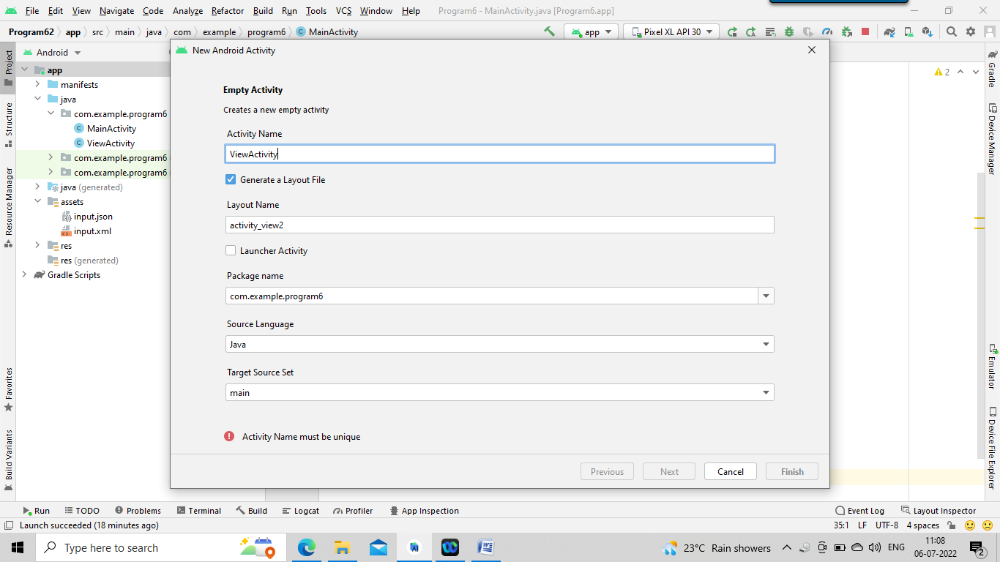 File Edit View Navigate Code Analyze Refactor Build Run Tools VCS Window Help Program6 - MainActivity.java [Program6.app]
Program62 app src main java com example program6 MainActivity app Pixel XL API 30
Android
New Android Activity
app
manifests
java
com.example.program6
MainActivity
ViewActivity
com.example.program6
com.example.program6
java (generated)
assets
input.json
input.xml
res
res (generated)
Gradle Scripts
Project
Structure
Resource Manager
Favorites
Build Variants
Empty Activity
Creates a new empty activity
Activity Name
ViewActivity
Generate a Layout File
Layout Name
activity_view2
Launcher Activity
Package name
com.example.program6
Source Language
Java
Target Source Set
main
Activity Name must be unique
Previous Next Cancel Finish
2
Gradle
Device Manager
Emulator
Device File Explorer
Run TODO Problems Terminal Build Logcat Profiler App Inspection Event Log Layout Inspector
Launch succeeded (18 minutes ago) 35:1 LF UTF-8 4 spaces
Type here to search 23°C Rain showers ENG 11:08
06-07-2022 2